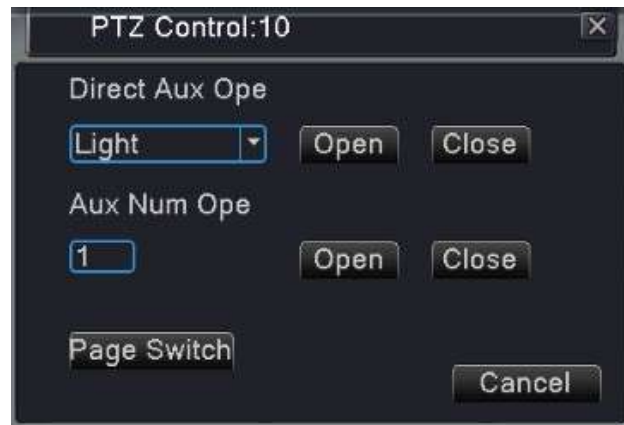 PTZ Control:10
Direct Aux Ope
Light Open Close
Aux Num Ope
1 Open Close
Page Switch
Cancel